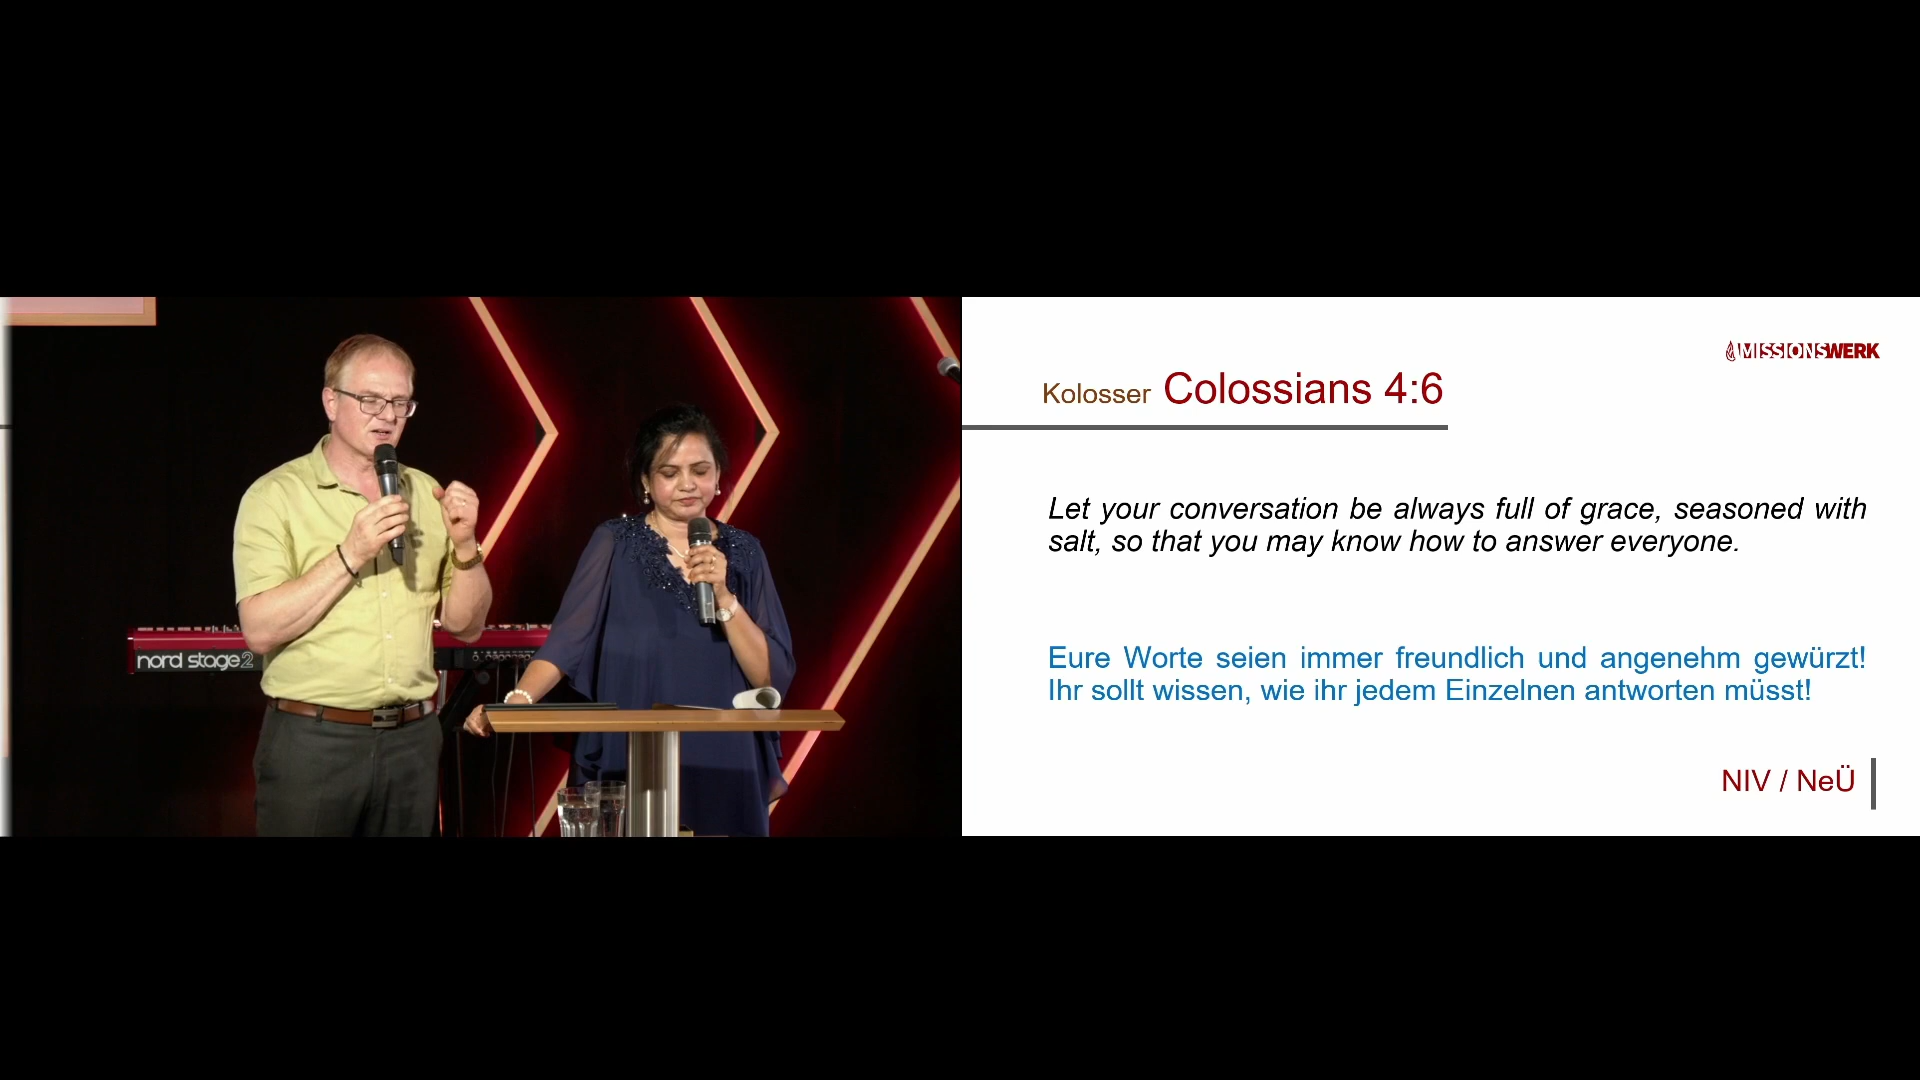 nord stage2
MISSIONSWERK
Kolosser Colossians 4:6
Let your conversation be always full of grace, seasoned with
salt, so that you may know how to answer everyone.
Eure Worte seien immer freundlich und angenehm gewürzt!
Ihr sollt wissen, wie ihr jedem Einzelnen antworten müsst!
NIV / NeÜ